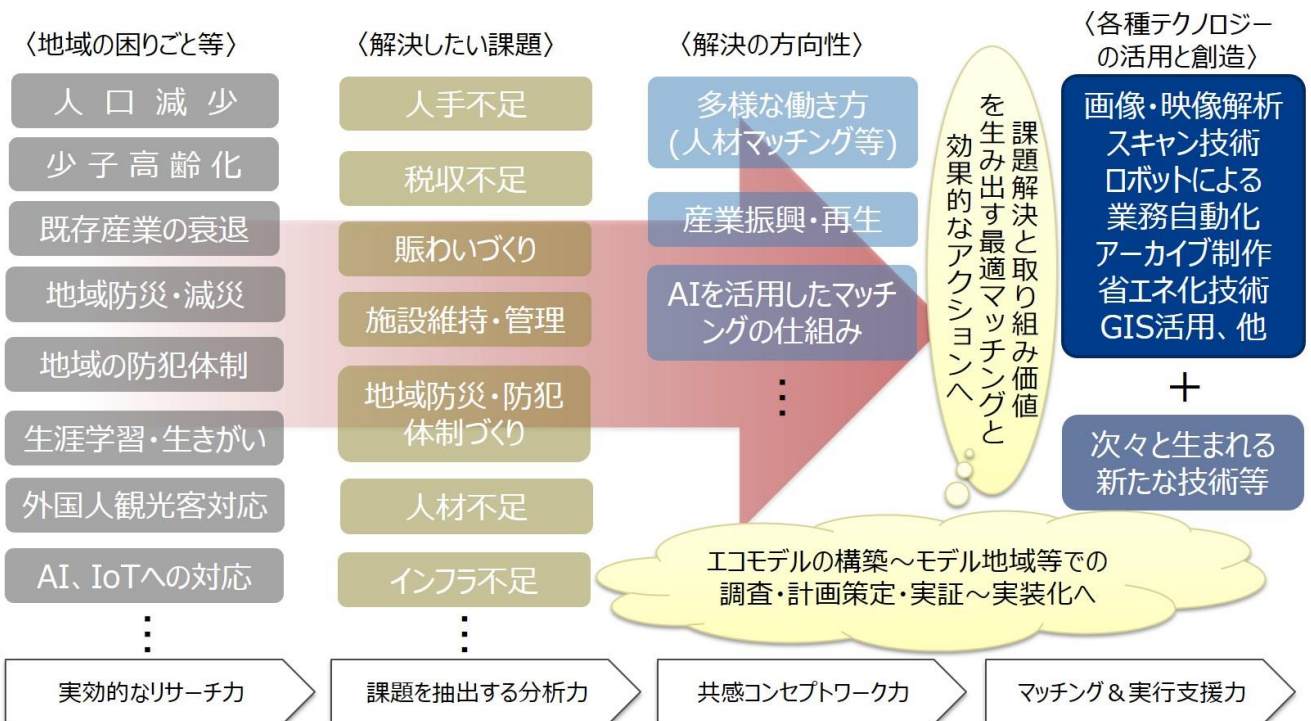 〈地域の困りごと等〉
人口減少
少子高齢化
既存産業の衰退
地域防災・減災
地域の防犯体制
生涯学習・生きがい
外国人観光客対応
AI、IoTへの対応
⋮
実効的なリサーチ力
〈解決したい課題〉
人手不足
税収不足
賑わいづくり
施設維持・管理
地域防災・防犯
体制づくり
人材不足
インフラ不足
⋮
課題を抽出する分析力
〈解決の方向性〉
多様な働き方
(人材マッチング等)
産業振興・再生
AIを活用したマッチ
ングの仕組み
⋮
共感コンセプトワーク力
課題解決と取り組み価値
を生み出す最適マッチングと
効果的なアクションへ
エコモデルの構築～モデル地域等での
調査・計画策定・実証～実装化へ
〈各種テクノロジー
の活用と創造〉
画像・映像解析
スキャン技術
ロボットによる
業務自動化
アーカイブ制作
省エネ化技術
GIS活用、他
＋
次々と生まれる
新たな技術等
マッチング＆実行支援力